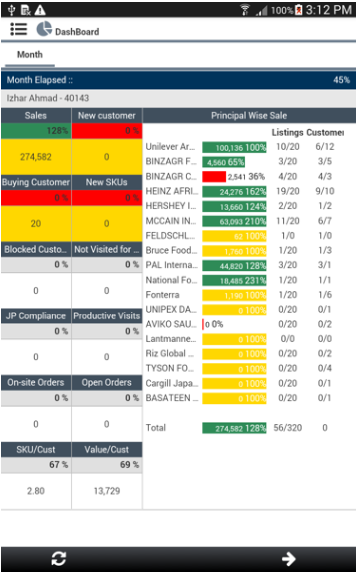 100% 3:12 PM
DashBoard
Month
Month Elapsed :: 45%
Izhar Ahmad - 40143
Sales New customer
128% 0 %
274,582 0
Buying Customer New SKUs
0 % 0 %
20 0
Blocked Custo... Not Visited for ...
0 % 0 %
0 0
JP Compliance Productive Visits
0 % 0 %
0 0
On-site Orders Open Orders
0 % 0 %
0 0
SKU/Cust Value/Cust
67 % 69 %
2.80 13,729
Principal Wise Sale
Listings Customer
Unilever Ar... 100,136 100% 10/20 6/12
BINZAGR F... 4,560 65% 3/20 3/5
BINZAGR C... 2,541 36% 4/20 4/3
HEINZ AFRI... 24,276 162% 19/20 9/10
HERSHEY I... 13,660 124% 2/20 1/2
MCCAIN IN... 63,093 210% 11/20 6/7
FELDSCHL... 100% 1/0 1/0
Bruce Food... 100% 1/20 1/3
PAL Interna... 44,820 128% 3/20 3/1
National Fo... 18,485 231% 1/20 1/1
Fonterra 100% 1/20 1/6
UNIPEX DA... 0 100% 0/20 0/1
AVIKO SAU... 0 0% 0/20 0/2
Lantmanne... 0 100% 0/0 0/0
Riz Global ... 0 100% 0/20 0/2
TYSON FO... 0 100% 0/20 0/4
Cargill Japa... 0 100% 0/20 0/1
BASATEEN ... 0 100% 0/20 0/1
Total 274,582 128% 56/320 0